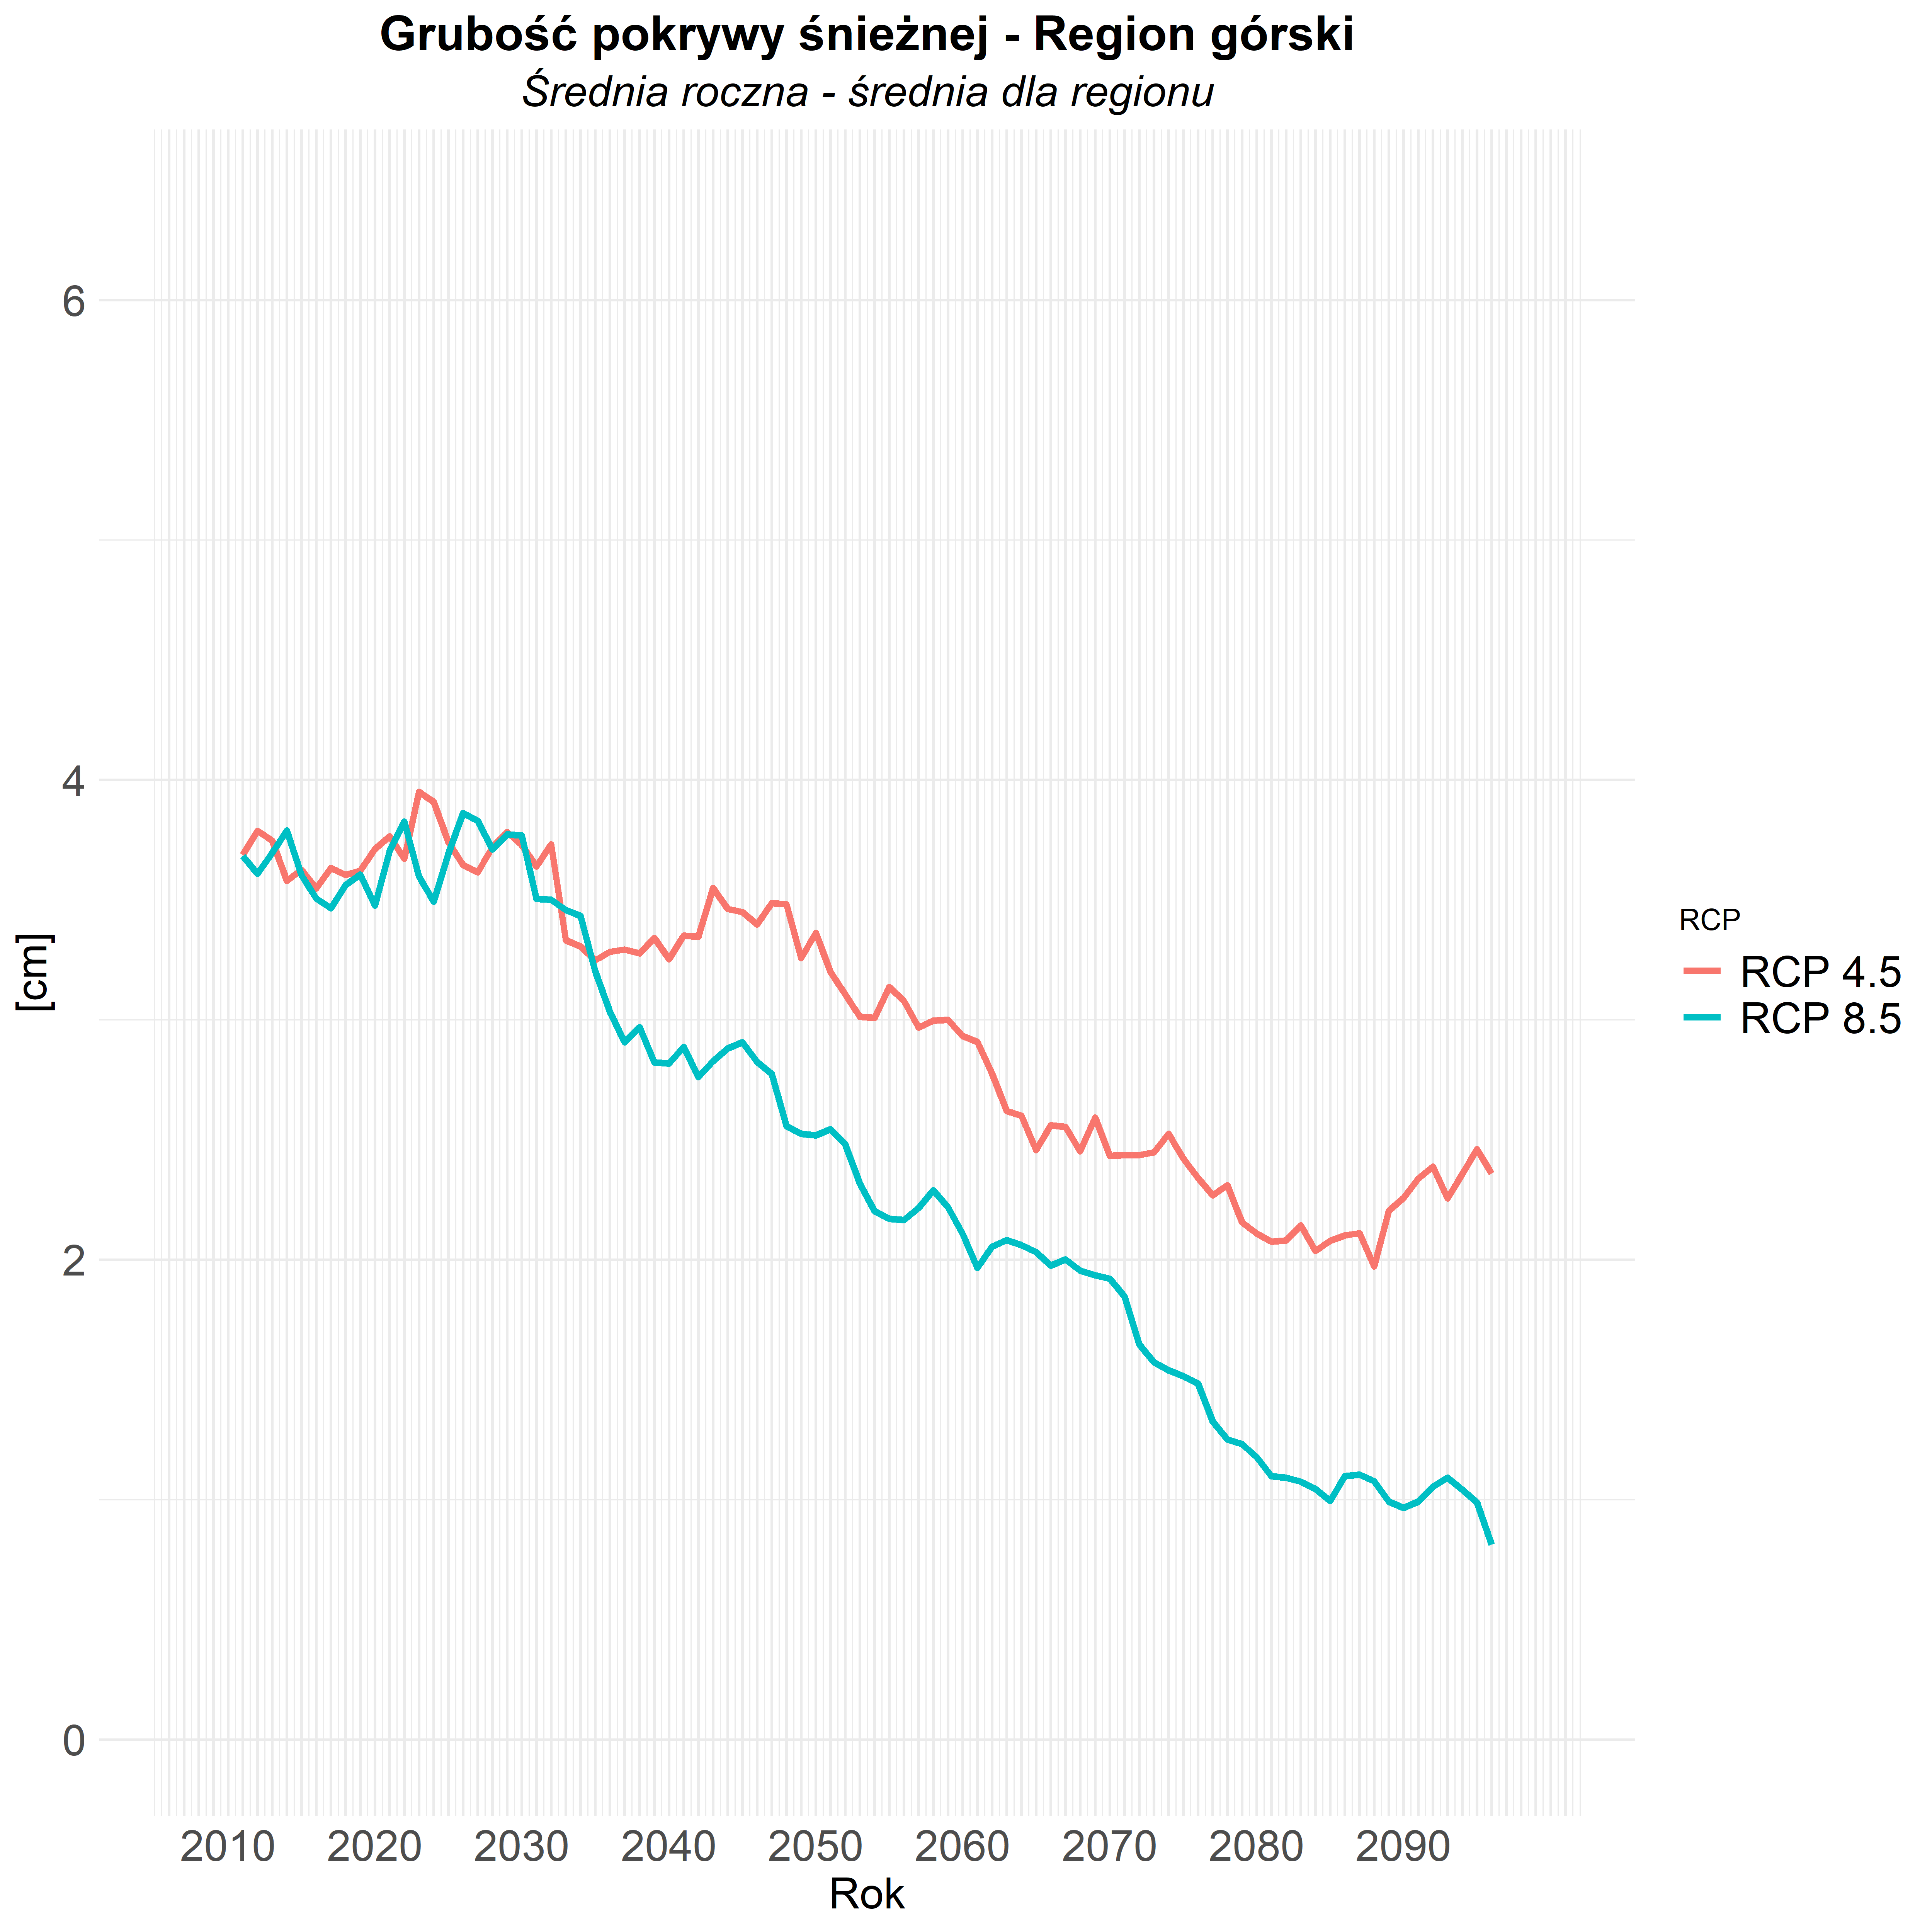 Grubość pokrywy śnieżnej - Region górski
Średnia roczna - średnia dla regionu
6
4
2
0
[cm]
2010 2020 2030 2040 2050 2060 2070 2080 2090
Rok
RCP
RCP 4.5
RCP 8.5